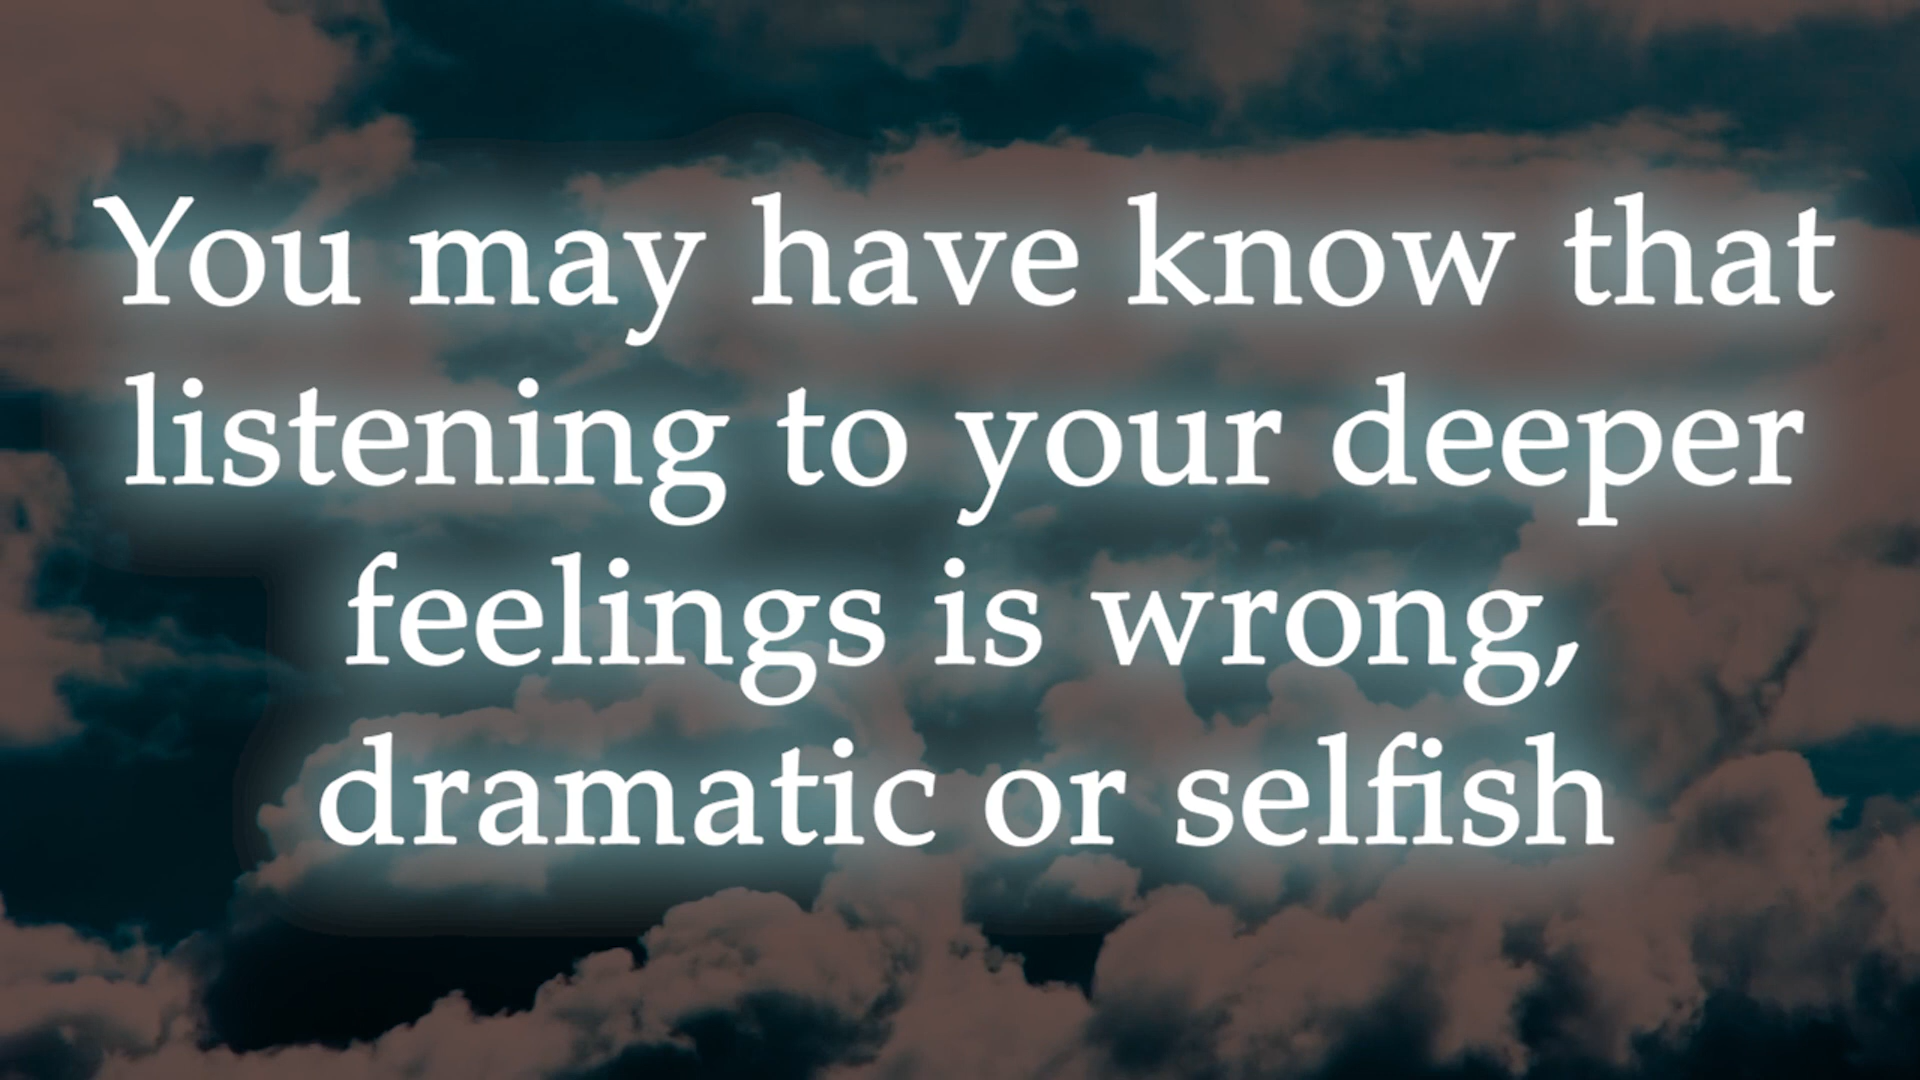 You may have know that
listening to your deeper
feelings is wrong,
dramatic or selfish